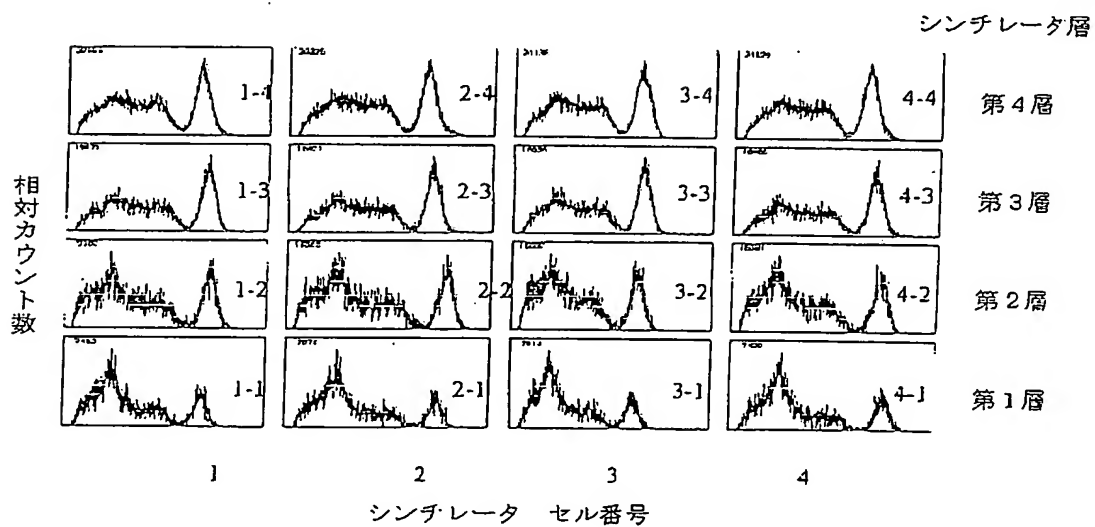 シンチレータ層
1-4
2-4
3-4
4-4
第4層
1-3
2-3
3-3
4-3
第3層
相対カウント数
1-2
2-2
3-2
4-2
第2層
1-1
2-1
3-1
4-1
第1層
1 2 3 4
シンチレータ セル番号